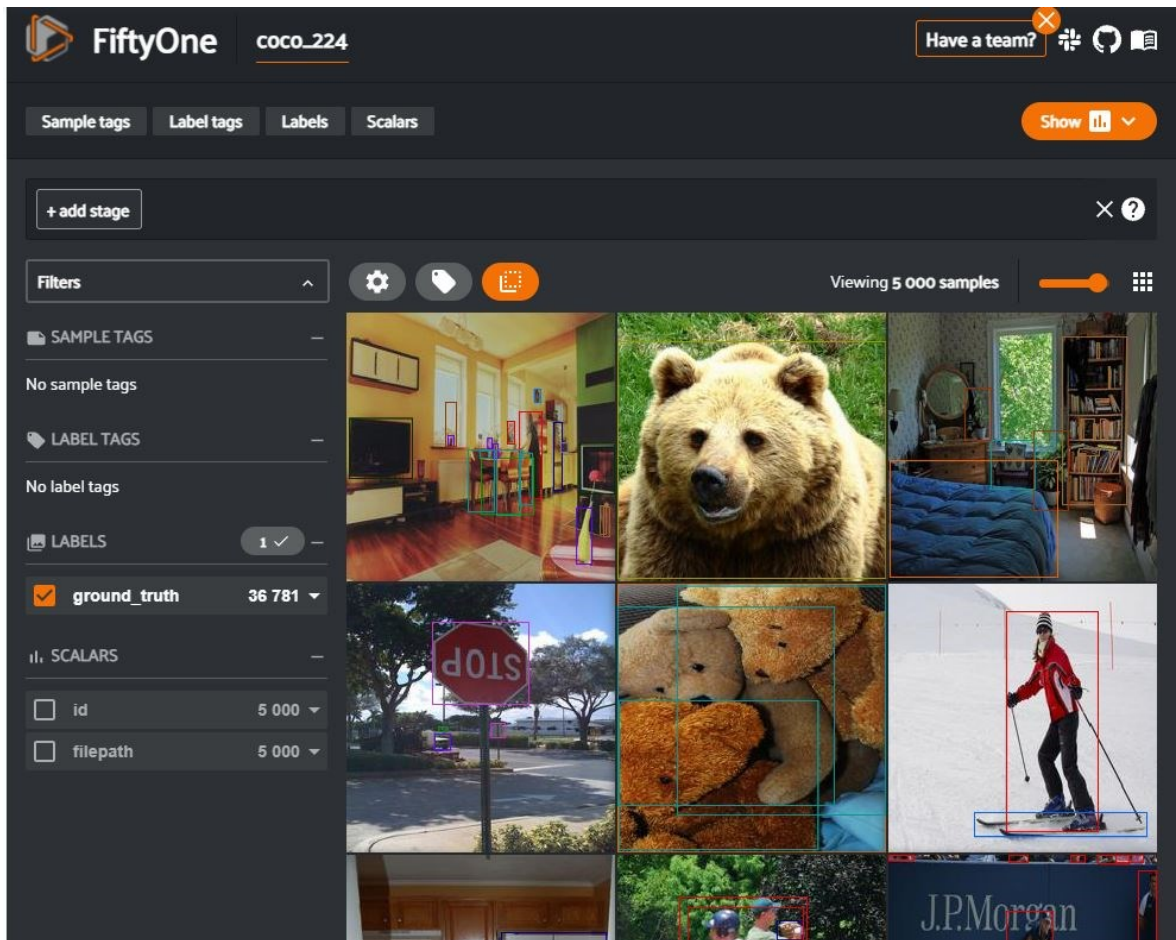 FiftyOne
coco_224
Have a team?
Sample tags
Label tags
Labels
Scalars
Show
+ add stage
Filters
Viewing 5 000 samples
SAMPLE TAGS
No sample tags
LABEL TAGS
No label tags
LABELS
1
ground_truth
36 781
SCALARS
id
5 000
filepath
5 000
STOP
J.P.Morgan